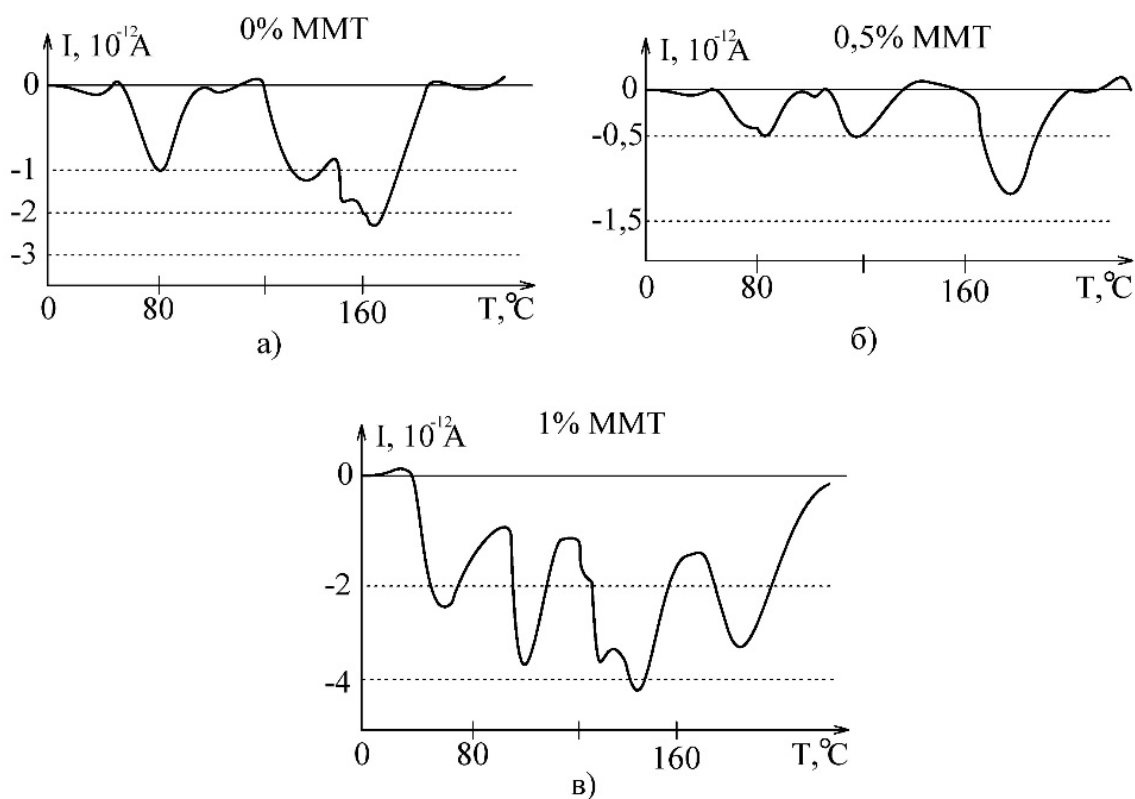 0% MMT
I, 10⁻¹²A
0
-1
-2
-3
0 80 160 T,°C
а)
0,5% MMT
I, 10⁻¹²A
0
-0,5
-1,5
0 80 160 T,°C
б)
1% MMT
I, 10⁻¹²A
0
-2
-4
0 80 160 T,°C
в)